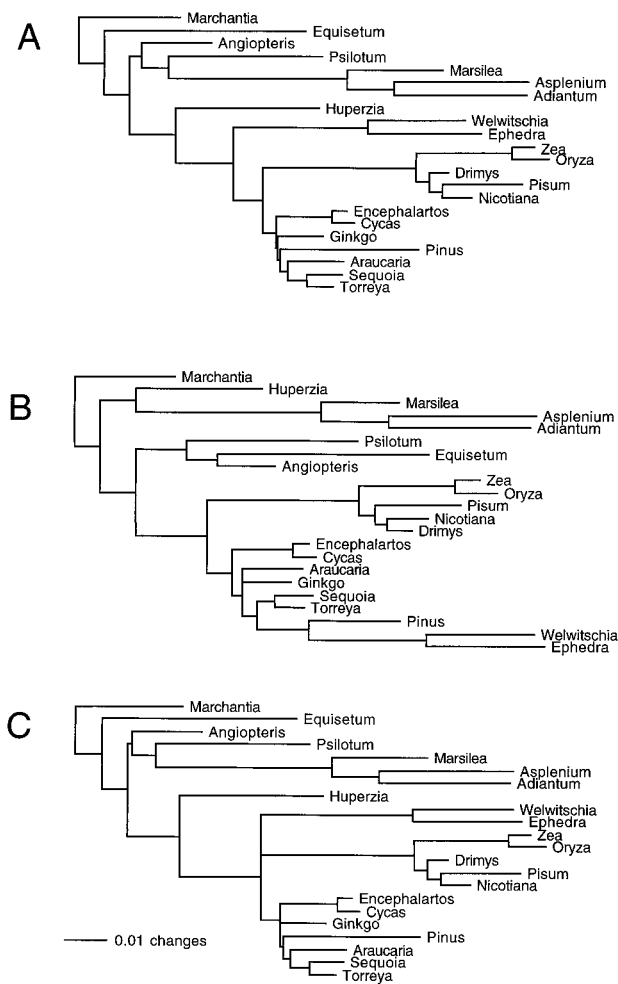 A
Marchantia
Equisetum
Angiopteris
Psilotum
Marsilea
Asplenium
Adiantum
Huperzia
Welwitschia
Ephedra
Zea
Oryza
Drimys
Pisum
Nicotiana
Encephalartos
Cycas
Ginkgo
Pinus
Araucaria
Sequoia
Torreya
B
Marchantia
Huperzia
Marsilea
Asplenium
Adiantum
Psilotum
Equisetum
Angiopteris
Zea
Oryza
Pisum
Nicotiana
Drimys
Encephalartos
Cycas
Araucaria
Ginkgo
Sequoia
Torreya
Pinus
Welwitschia
Ephedra
C
Marchantia
Equisetum
Angiopteris
Psilotum
Marsilea
Asplenium
Adiantum
Huperzia
Welwitschia
Ephedra
Zea
Oryza
Drimys
Pisum
Nicotiana
Encephalartos
Cycas
Ginkgo
Pinus
Araucaria
Sequoia
Torreya
0.01 changes